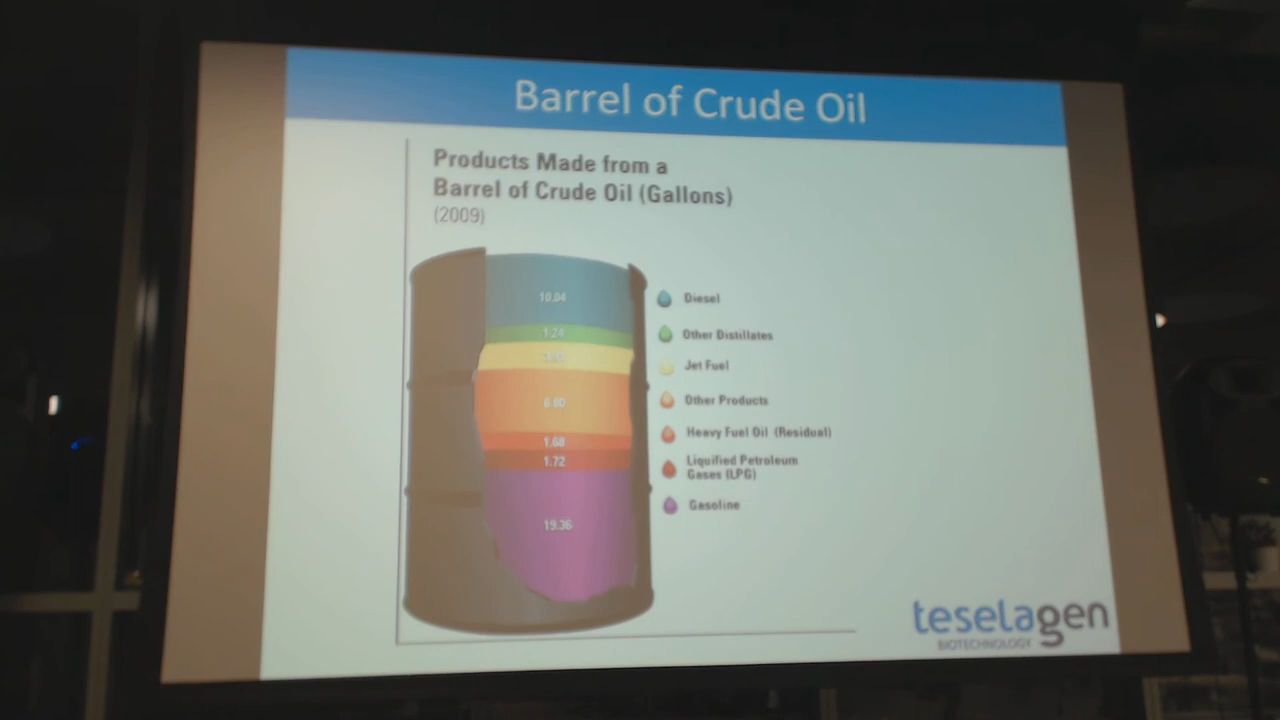 Barrel of Crude Oil
Products Made from a
Barrel of Crude Oil (Gallons)
(2009)
10.04
Diesel
1.24
Other Distillates
Jet Fuel
6.80
Other Products
1.68
Heavy Fuel Oil (Residual)
1.72
Liquified Petroleum
Gases (LPG)
19.36
Gasoline
teselagen
BIOTECHNOLOGY